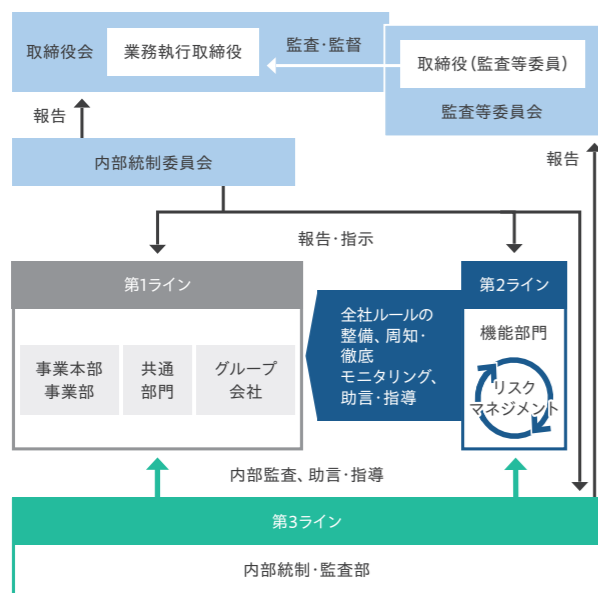 取締役会
業務執行取締役
監査・監督
取締役(監査等委員)
監査等委員会
報告
内部統制委員会
報告
報告・指示
第1ライン
事業本部
事業部
共通
部門
グループ
会社
全社ルールの
整備、周知・
徹底
モニタリング、
助言・指導
第2ライン
機能部門
リスク
マネジメント
内部監査、助言・指導
第3ライン
内部統制・監査部